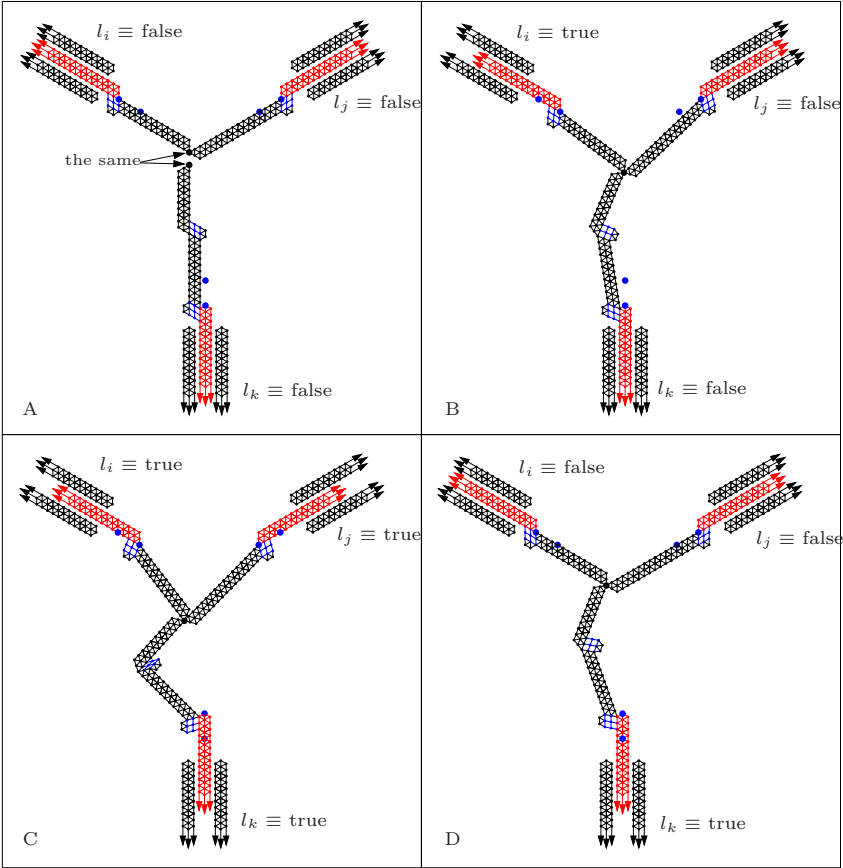 l_i ≡ false
l_j ≡ false
the same
l_k ≡ false
A
l_i ≡ true
l_j ≡ false
l_k ≡ false
B
l_i ≡ true
l_j ≡ true
l_k ≡ true
C
l_i ≡ false
l_j ≡ false
l_k ≡ true
D